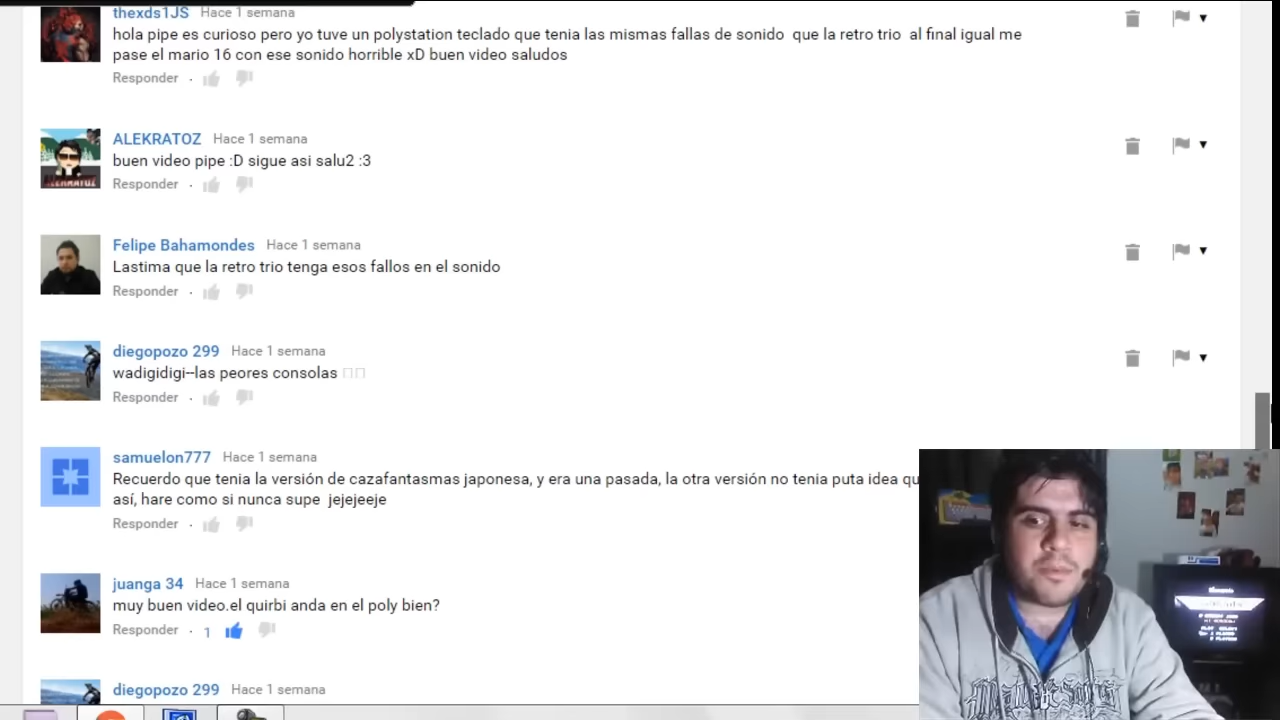 thexds1JS Hace 1 semana
hola pipe es curioso pero yo tuve un polystation teclado que tenia las mismas fallas de sonido que la retro trio al final igual me
pase el mario 16 con ese sonido horrible xD buen video saludos
Responder
ALEKRATOZ Hace 1 semana
buen video pipe :D sigue asi salu2 :3
Responder
Felipe Bahamondes Hace 1 semana
Lastima que la retro trio tenga esos fallos en el sonido
Responder
diegopozo 299 Hace 1 semana
wadigidigi--las peores consolas
Responder
samuelon777 Hace 1 semana
Recuerdo que tenia la versión de cazafantasmas japonesa, y era una pasada, la otra versión no tenia puta idea
así, hare como si nunca supe jejejeeje
Responder
juanga 34 Hace 1 semana
muy buen video.el quirbi anda en el poly bien?
Responder · 1
diegopozo 299 Hace 1 semana